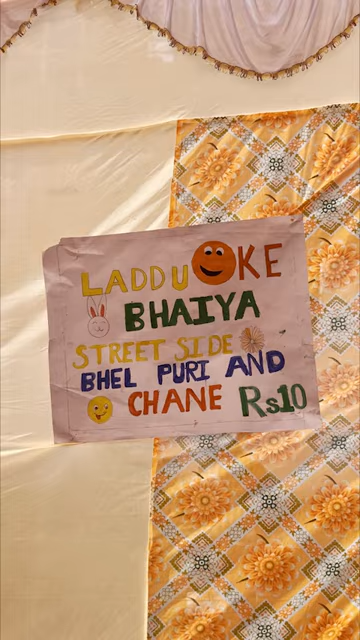 LADDU KE
BHAIYA
STREET SIDE
BHEL PURI AND
CHANE Rs10